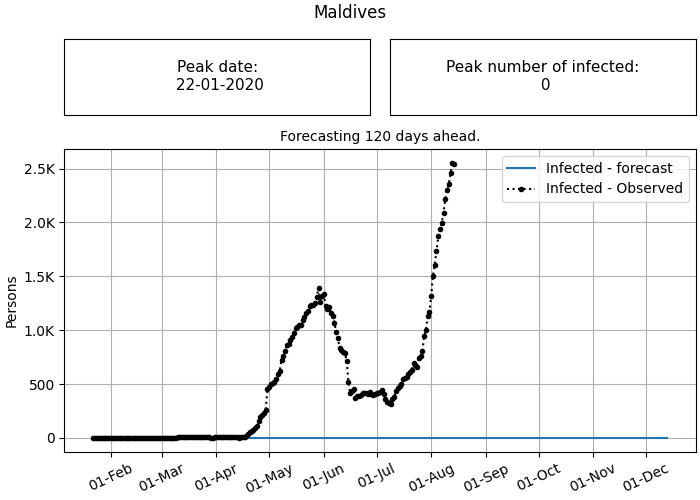 Maldives
Peak date:
22-01-2020
Peak number of infected:
0
Forecasting 120 days ahead.
Infected - forecast
Infected - Observed
Persons
2.5K
2.0K
1.5K
1.0K
500
0
01-Feb
01-Mar
01-Apr
01-May
01-Jun
01-Jul
01-Aug
01-Sep
01-Oct
01-Nov
01-Dec